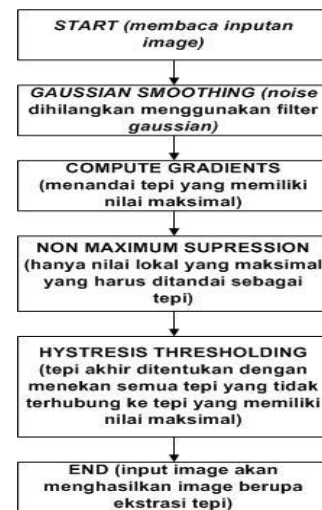 START (membaca inputan
image)
GAUSSIAN SMOOTHING (noise
dihilangkan menggunakan filter
gaussian)
COMPUTE GRADIENTS
(menandai tepi yang memiliki
nilai maksimal)
NON MAXIMUM SUPRESSION
(hanya nilai lokal yang maksimal
yang harus ditandai sebagai
tepi)
HYSTRESIS THRESHOLDING
(tepi akhir ditentukan dengan
menekan semua tepi yang tidak
terhubung ke tepi yang memiliki
nilai maksimal)
END (input image akan
menghasilkan image berupa
ekstrasi tepi)